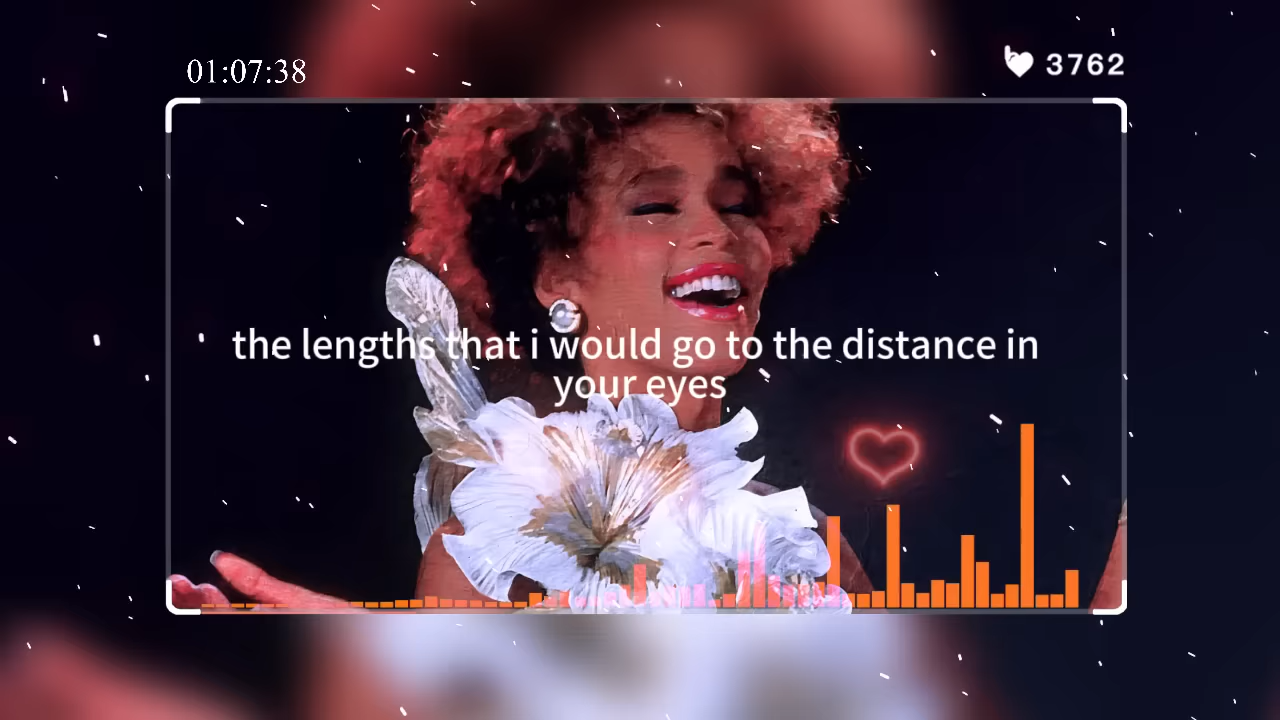 01:07:38
3762
the lengths that i would go to the distance in
your eyes